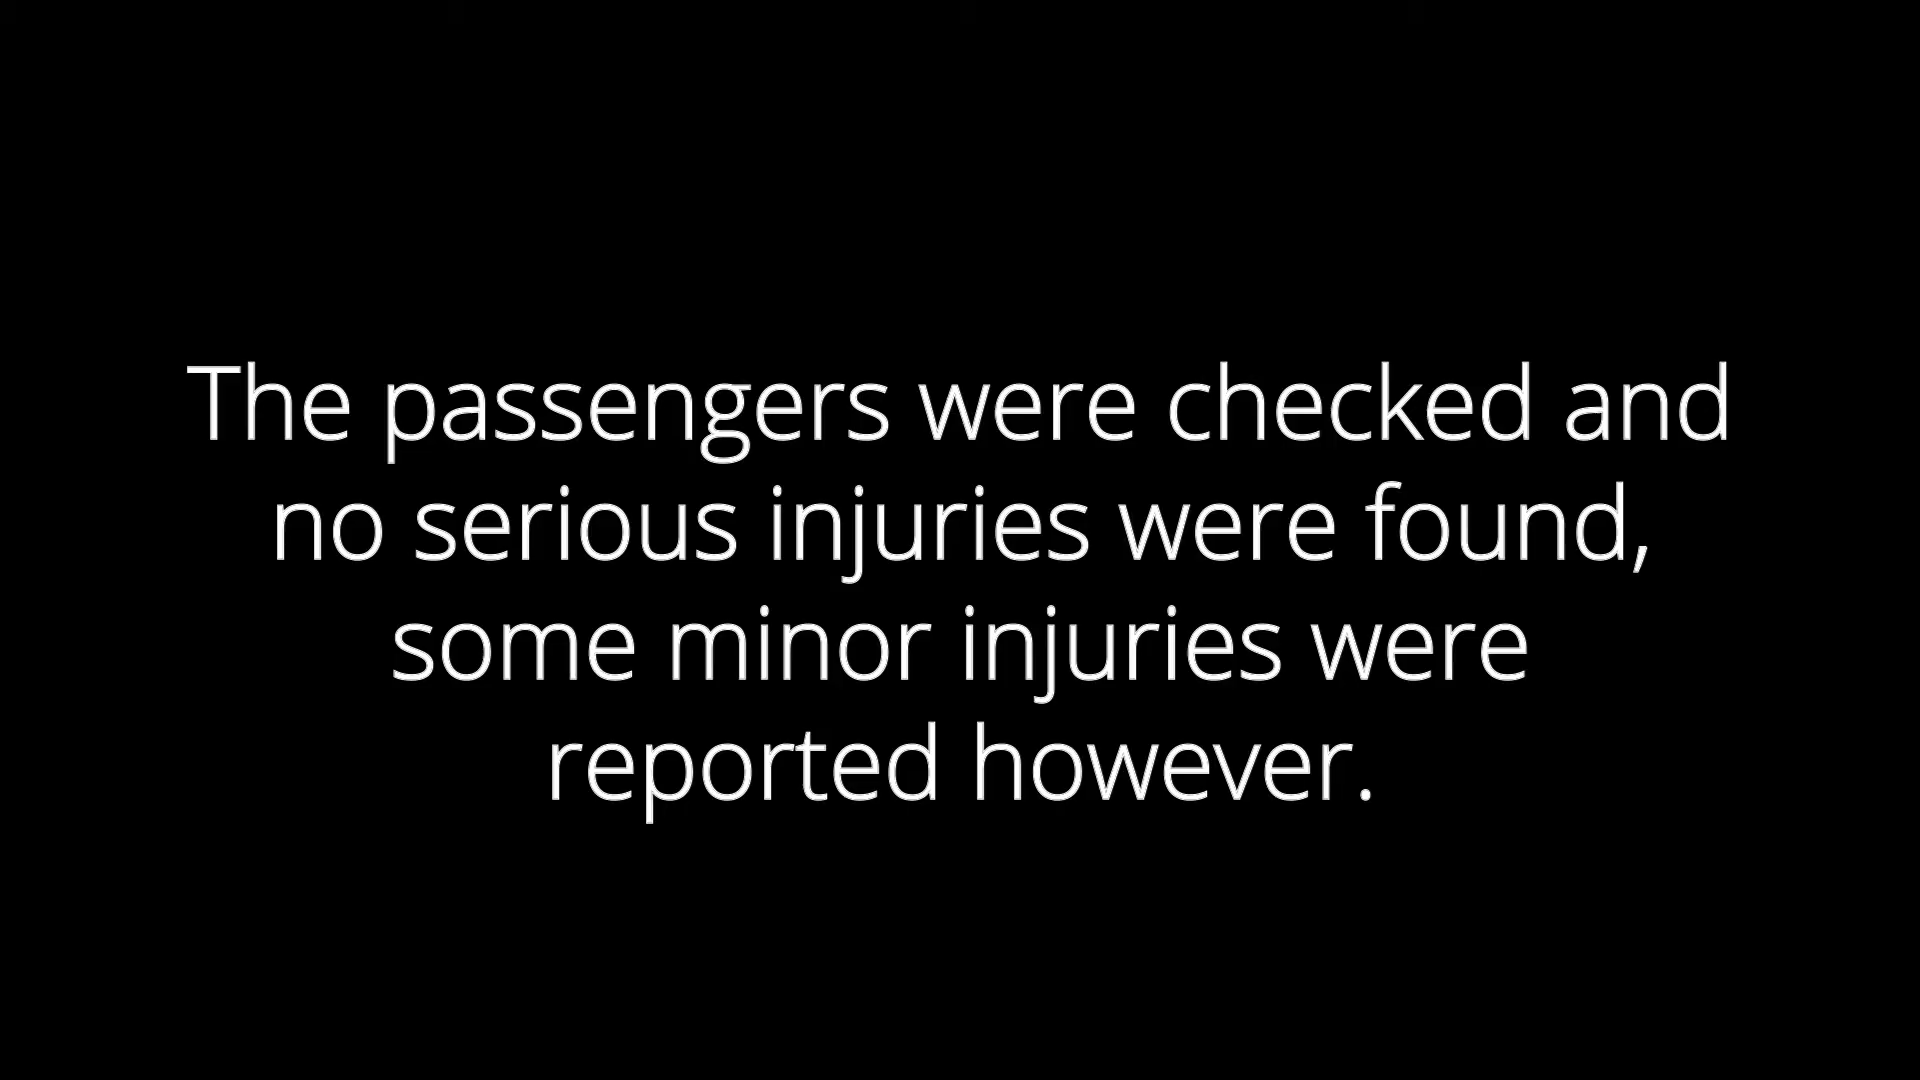 The passengers were checked and
no serious injuries were found,
some minor injuries were
reported however.